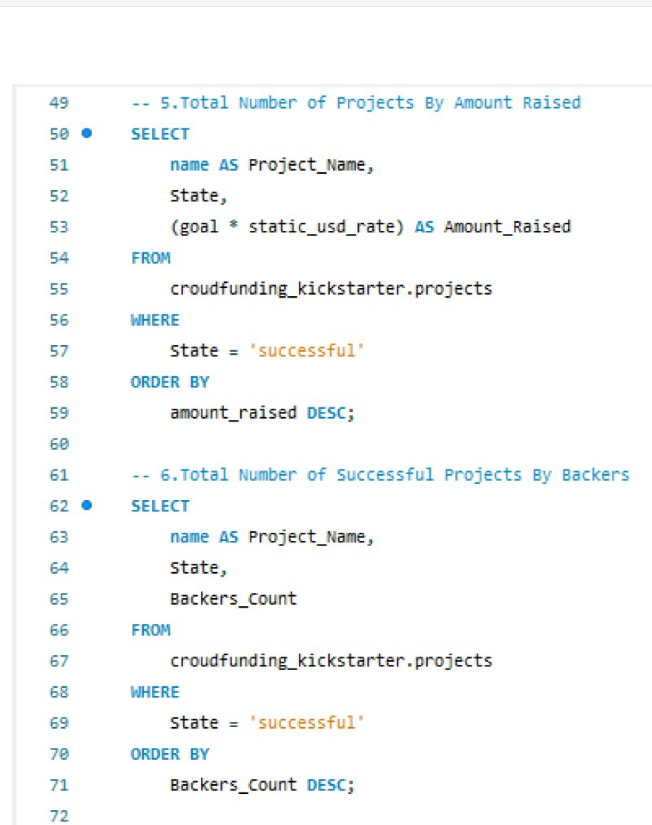 49 -- 5.Total Number of Projects By Amount Raised
50 SELECT
51 name AS Project_Name,
52 State,
53 (goal * static_usd_rate) AS Amount_Raised
54 FROM
55 croudfunding_kickstarter.projects
56 WHERE
57 State = 'successful'
58 ORDER BY
59 amount_raised DESC;
60
61 -- 6.Total Number of Successful Projects By Backers
62 SELECT
63 name AS Project_Name,
64 State,
65 Backers_Count
66 FROM
67 croudfunding_kickstarter.projects
68 WHERE
69 State = 'successful'
70 ORDER BY
71 Backers_Count DESC;
72